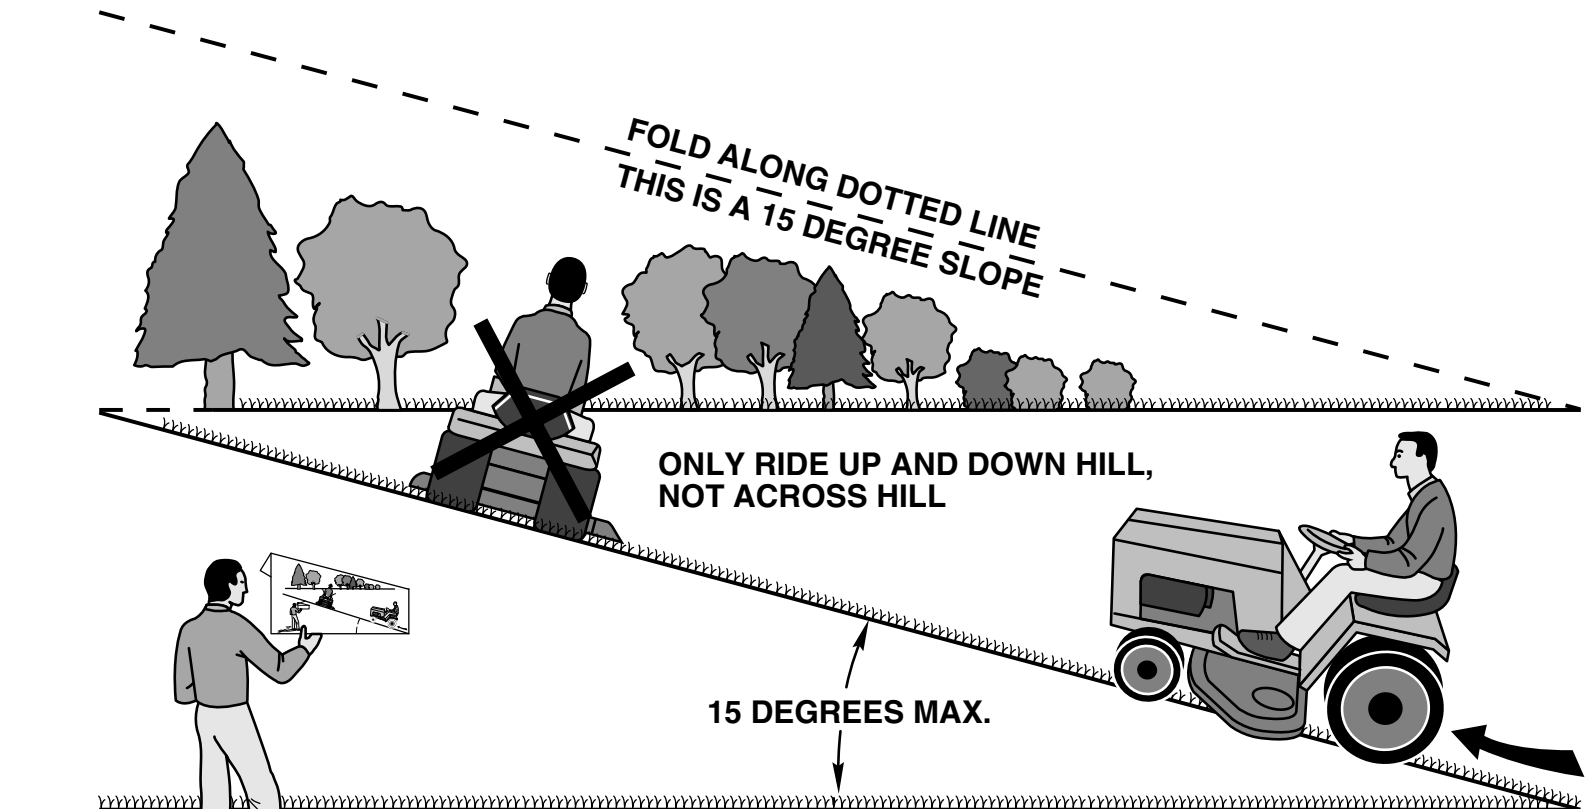 FOLD ALONG DOTTED LINE
THIS IS A 15 DEGREE SLOPE
ONLY RIDE UP AND DOWN HILL,
NOT ACROSS HILL
15 DEGREES MAX.